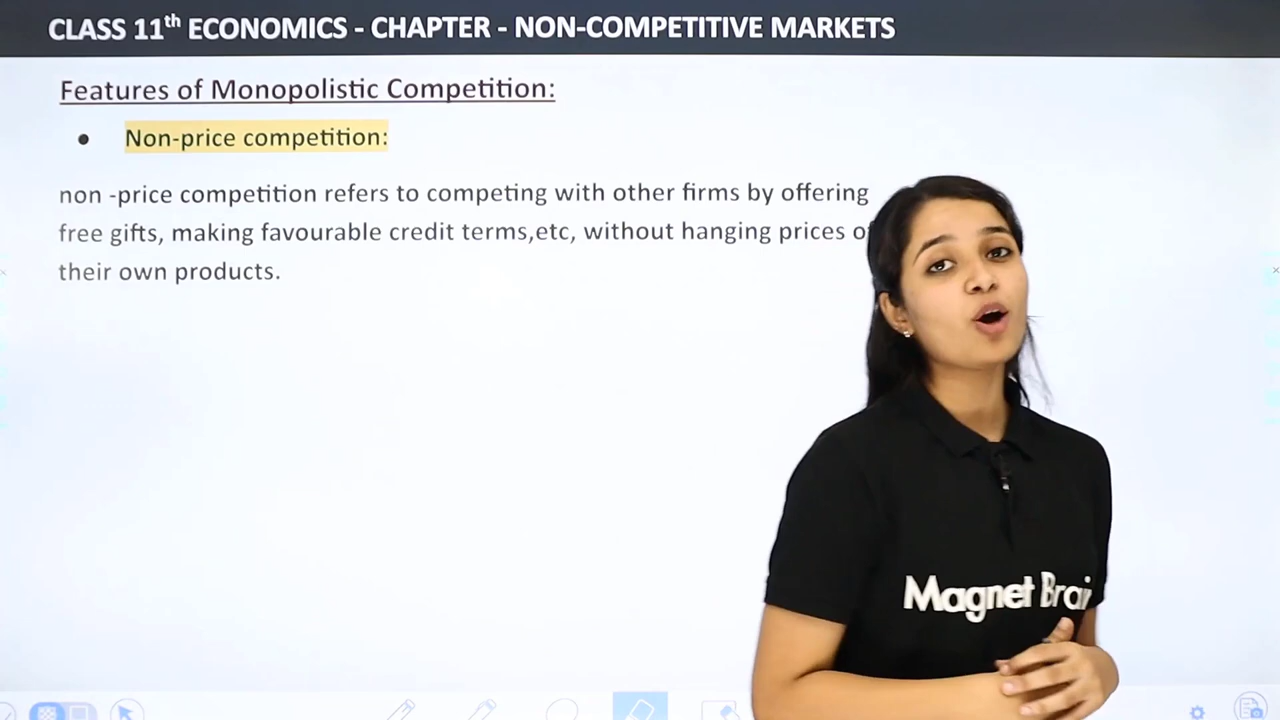 CLASS 11th ECONOMICS - CHAPTER - NON-COMPETITIVE MARKETS
Features of Monopolistic Competition:
Non-price competition:
non -price competition refers to competing with other firms by offering
free gifts, making favourable credit terms,etc, without hanging prices of
their own products.
Magnet Brai